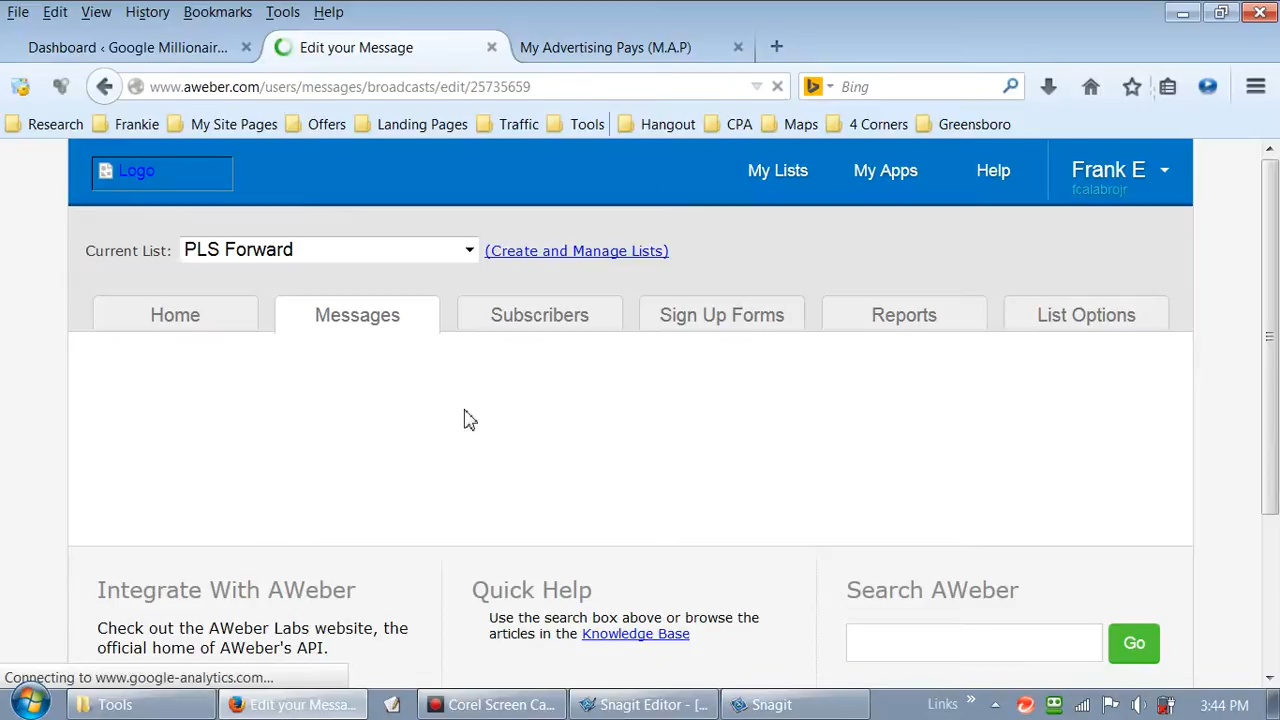 File Edit View History Bookmarks Tools Help
Dashboard ‹ Google Millionair... Edit your Message My Advertising Pays (M.A.P)
www.aweber.com/users/messages/broadcasts/edit/25735659 Bing
Research Frankie My Site Pages Offers Landing Pages Traffic Tools Hangout CPA Maps 4 Corners Greensboro
Logo My Lists My Apps Help Frank E
fcalabrojr
Current List: PLS Forward (Create and Manage Lists)
Home Messages Subscribers Sign Up Forms Reports List Options
Integrate With AWeber Quick Help Search AWeber
Check out the AWeber Labs website, the
official home of AWeber's API.
Use the search box above or browse the
articles in the Knowledge Base
Go
Connecting to www.google-analytics.com...
Tools Edit your Messa... Corel Screen Ca... Snagit Editor - [... Snagit Links » 3:44 PM